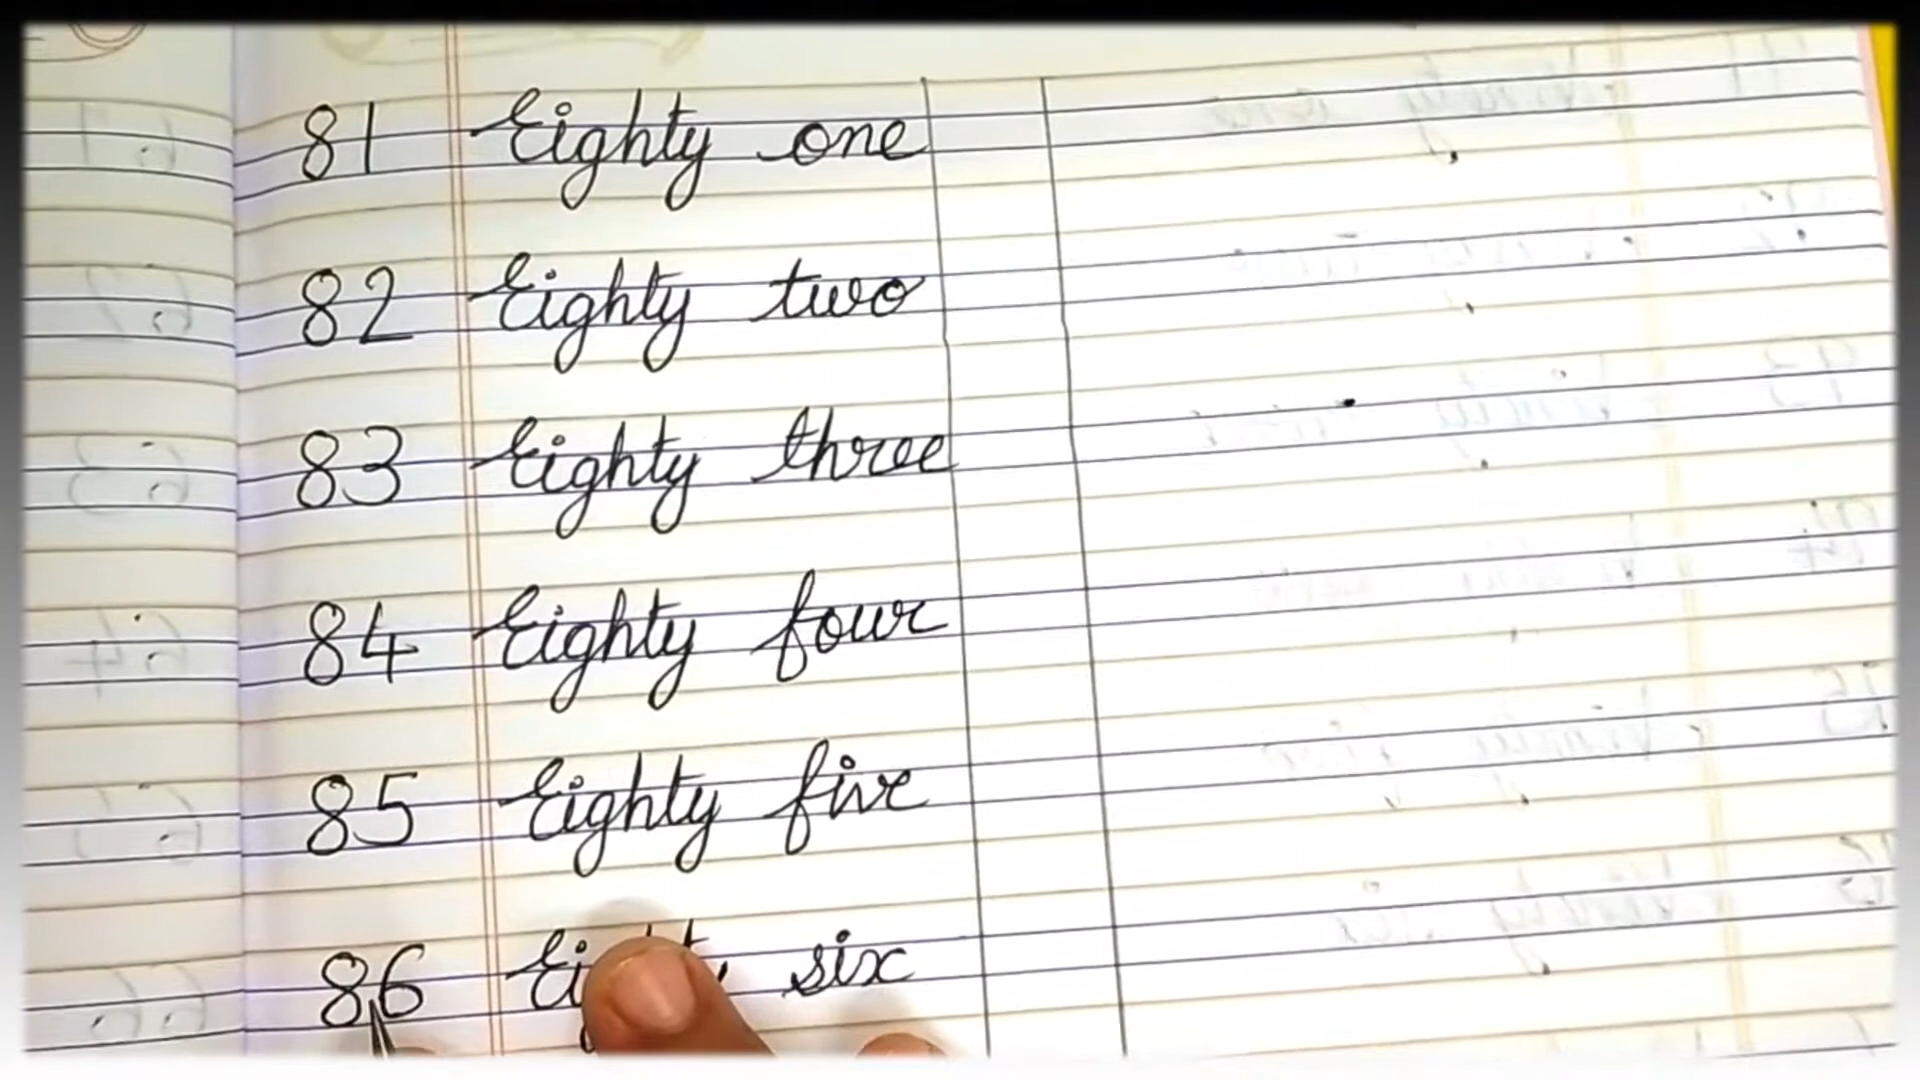 81 Eighty one
82 Eighty two
83 Eighty three
84 Eighty four
85 Eighty five
86 six